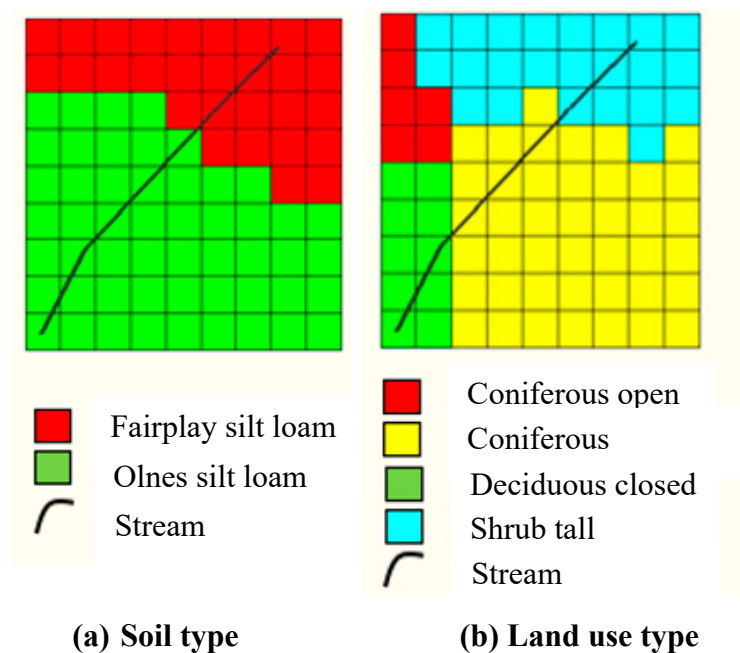 Fairplay silt loam
Olnes silt loam
Stream
(a) Soil type
Coniferous open
Coniferous
Deciduous closed
Shrub tall
Stream
(b) Land use type